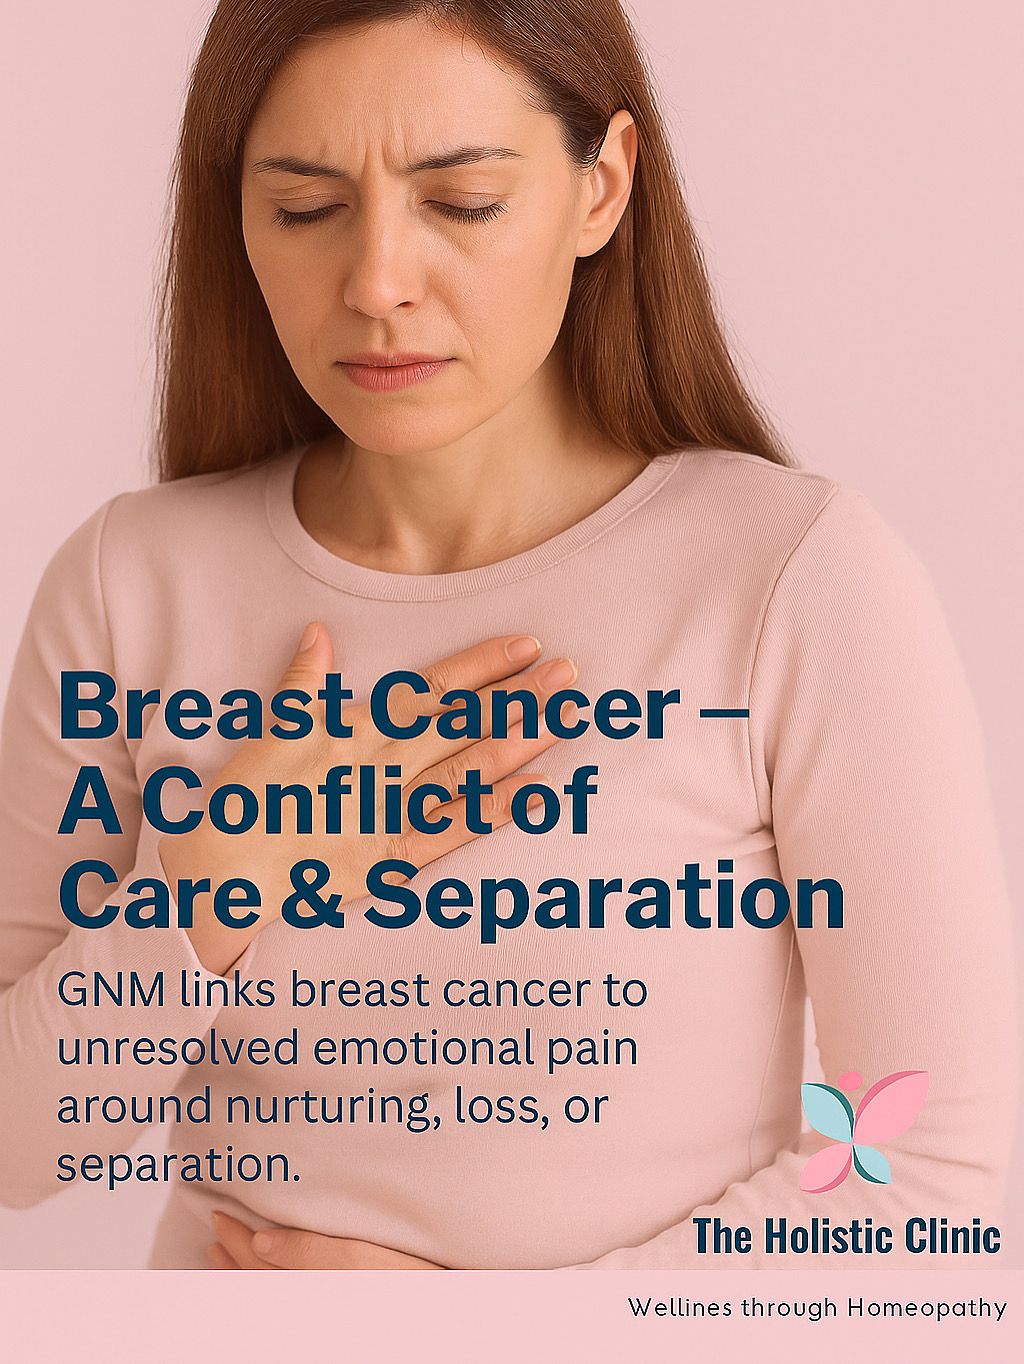 Breast Cancer –
A Conflict of
Care & Separation
GNM links breast cancer to
unresolved emotional pain
around nurturing, loss, or
separation.
The Holistic Clinic
Wellines through Homeopathy